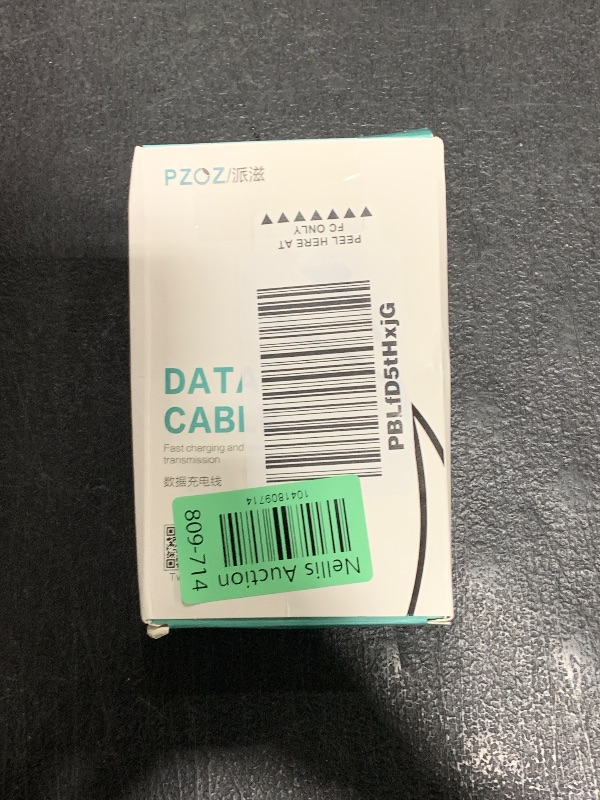 PZOZ/派滋
PEEL HERE AT
FC ONLY
PBLfD5tHxjG
DATA
CABL
Fast charging and
transmission
数据充电线
Nellis Auction
1041809714
809-714